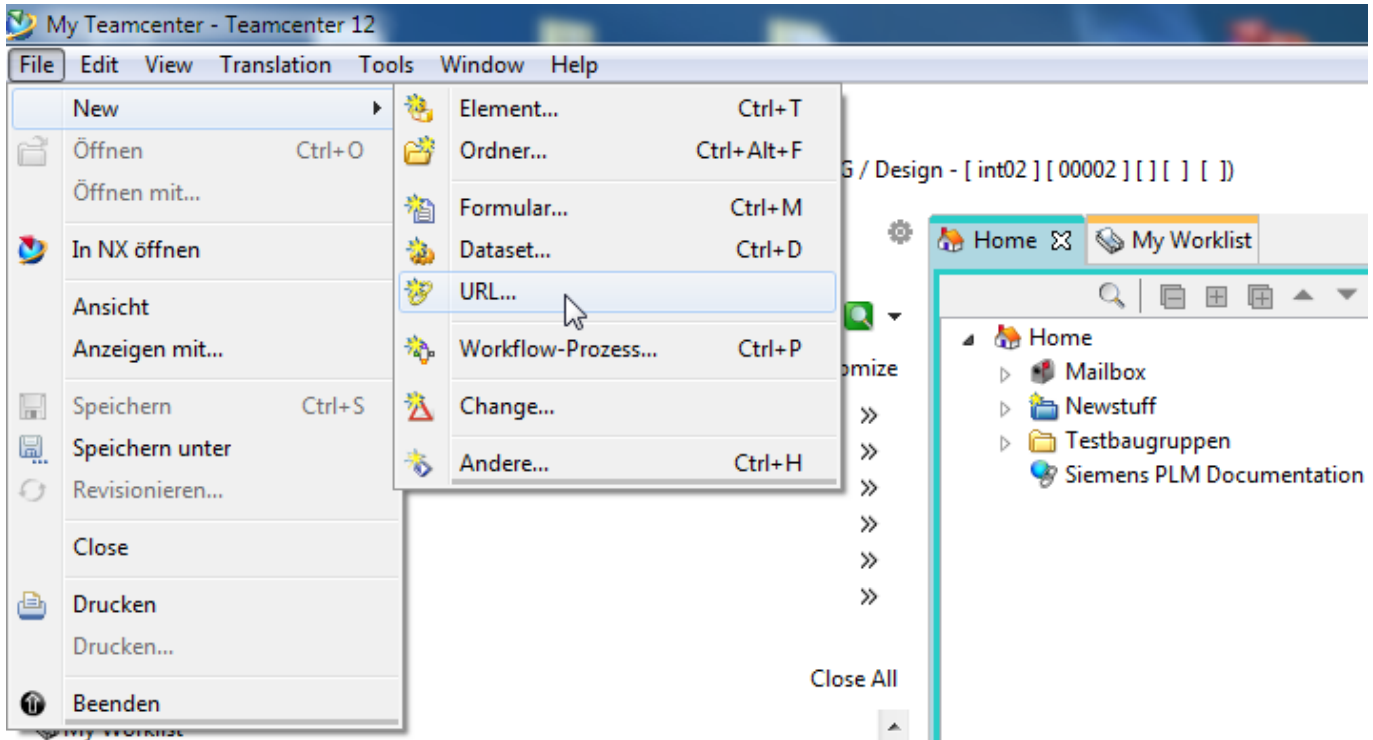 My Teamcenter - Teamcenter 12
File Edit View Translation Tools Window Help
New
Öffnen Ctrl+O
Öffnen mit...
In NX öffnen
Ansicht
Anzeigen mit...
Speichern Ctrl+S
Speichern unter
Revisionieren...
Close
Drucken
Drucken...
Beenden
My Worklist
Element... Ctrl+T
Ordner... Ctrl+Alt+F
Formular... Ctrl+M
Dataset... Ctrl+D
URL...
Workflow-Prozess... Ctrl+P
Change...
Andere... Ctrl+H
G / Design - [ int02 ] [ 00002 ] [ ] [ ] [ ])
omize
Close All
Home My Worklist
Home
Mailbox
Newstuff
Testbaugruppen
Siemens PLM Documentation